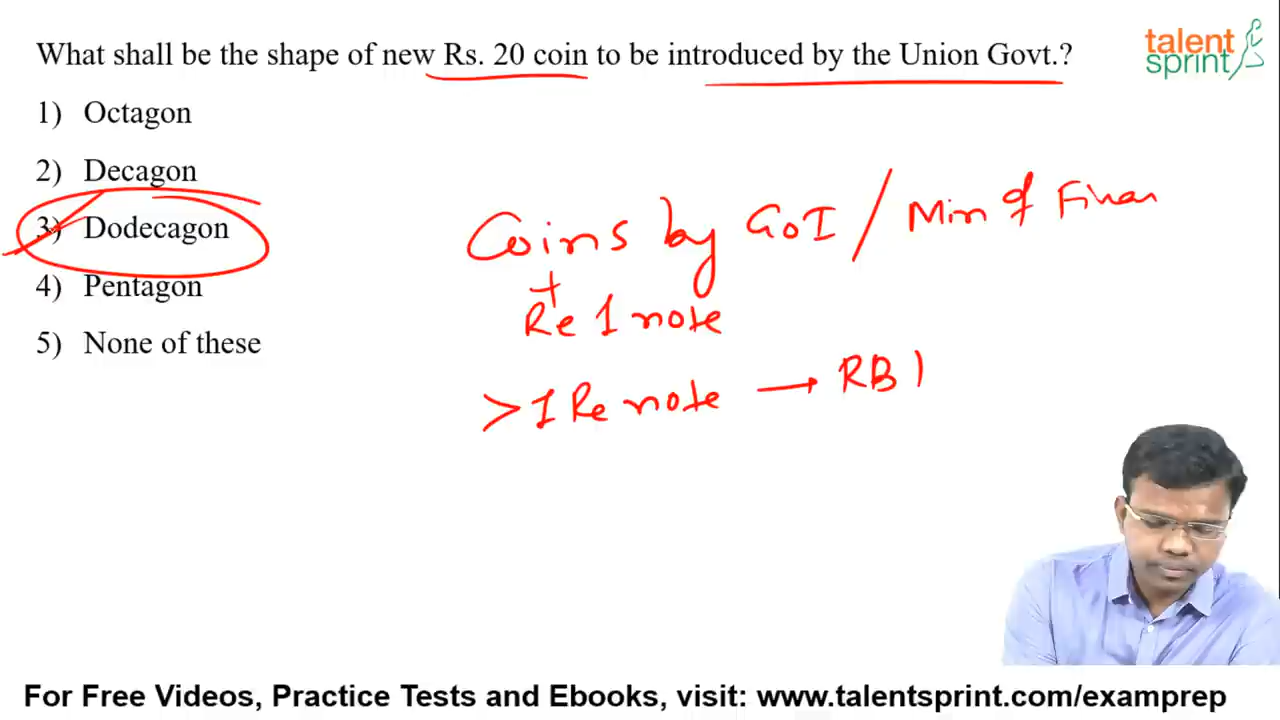 What shall be the shape of new Rs. 20 coin to be introduced by the Union Govt.?
talent
sprint
1) Octagon
2) Decagon
3) Dodecagon
4) Pentagon
5) None of these
Coins by GoI / Min of Finan
+
Re 1 note
>1 Re note → RBI
For Free Videos, Practice Tests and Ebooks, visit: www.talentsprint.com/examprep